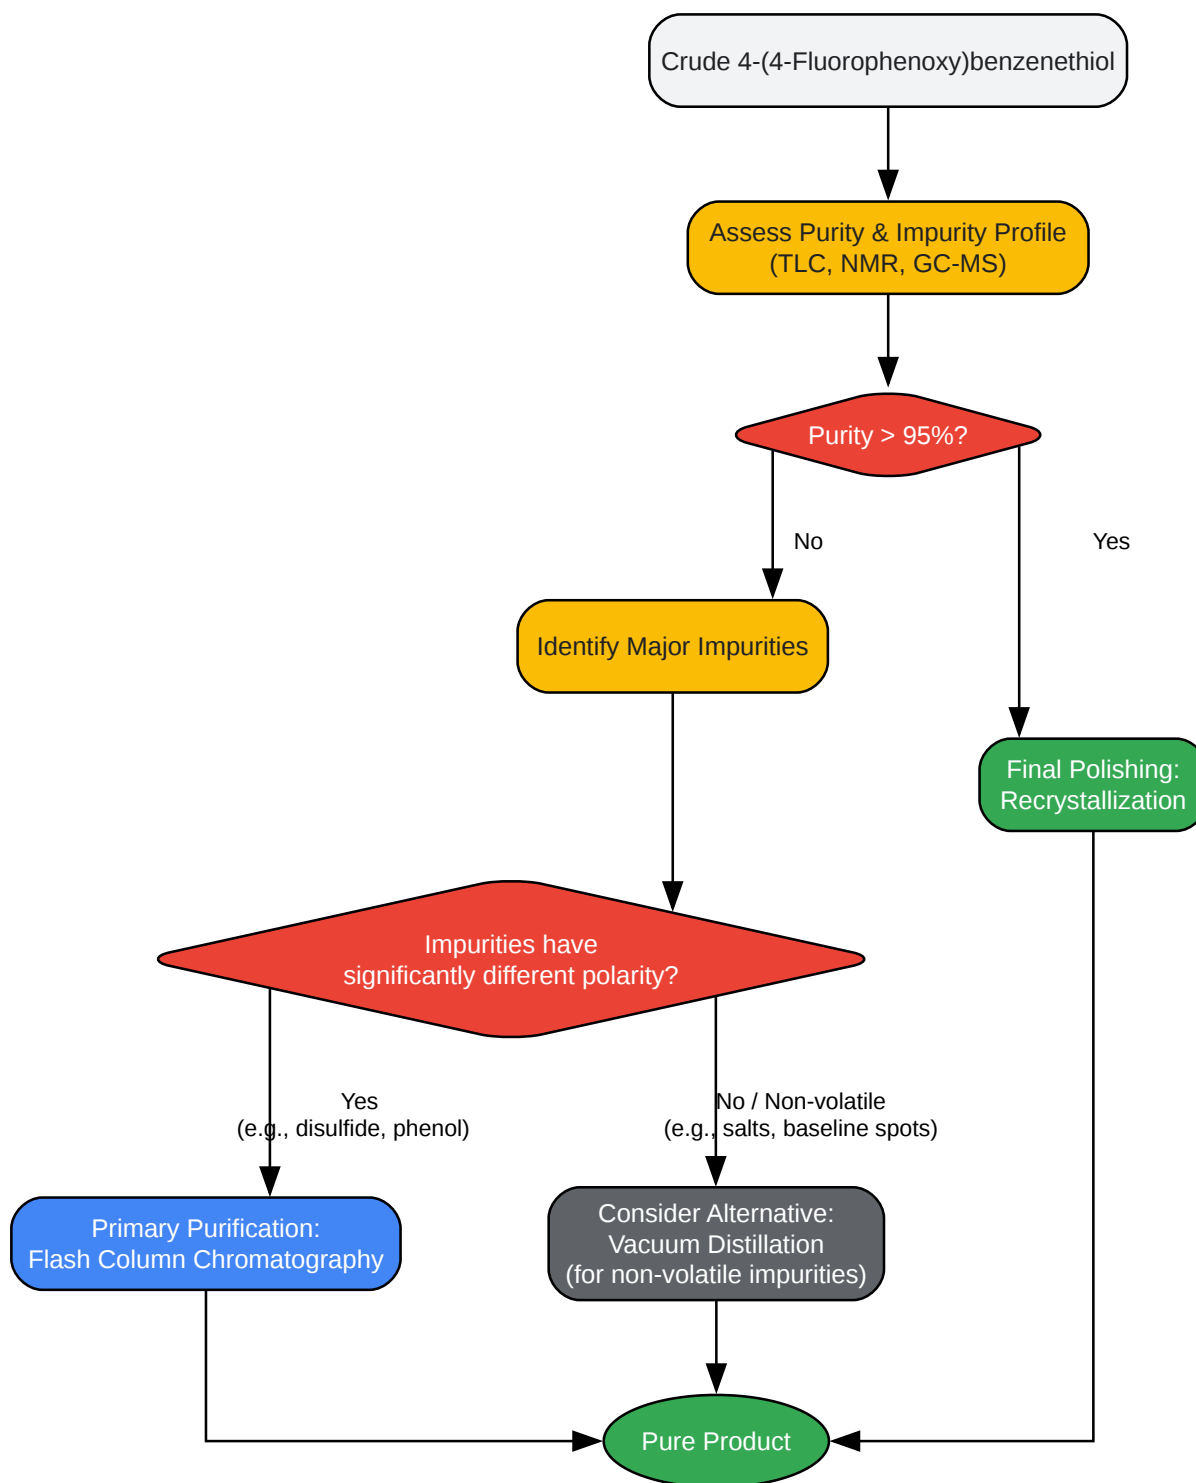 Crude 4-(4-Fluorophenoxy)benzenethiol
Assess Purity & Impurity Profile
(TLC, NMR, GC-MS)
Purity > 95%?
No
Yes
Identify Major Impurities
Final Polishing:
Recrystallization
Impurities have
significantly different polarity?
Yes
(e.g., disulfide, phenol)
No / Non-volatile
(e.g., salts, baseline spots)
Primary Purification:
Flash Column Chromatography
Consider Alternative:
Vacuum Distillation
(for non-volatile impurities)
Pure Product